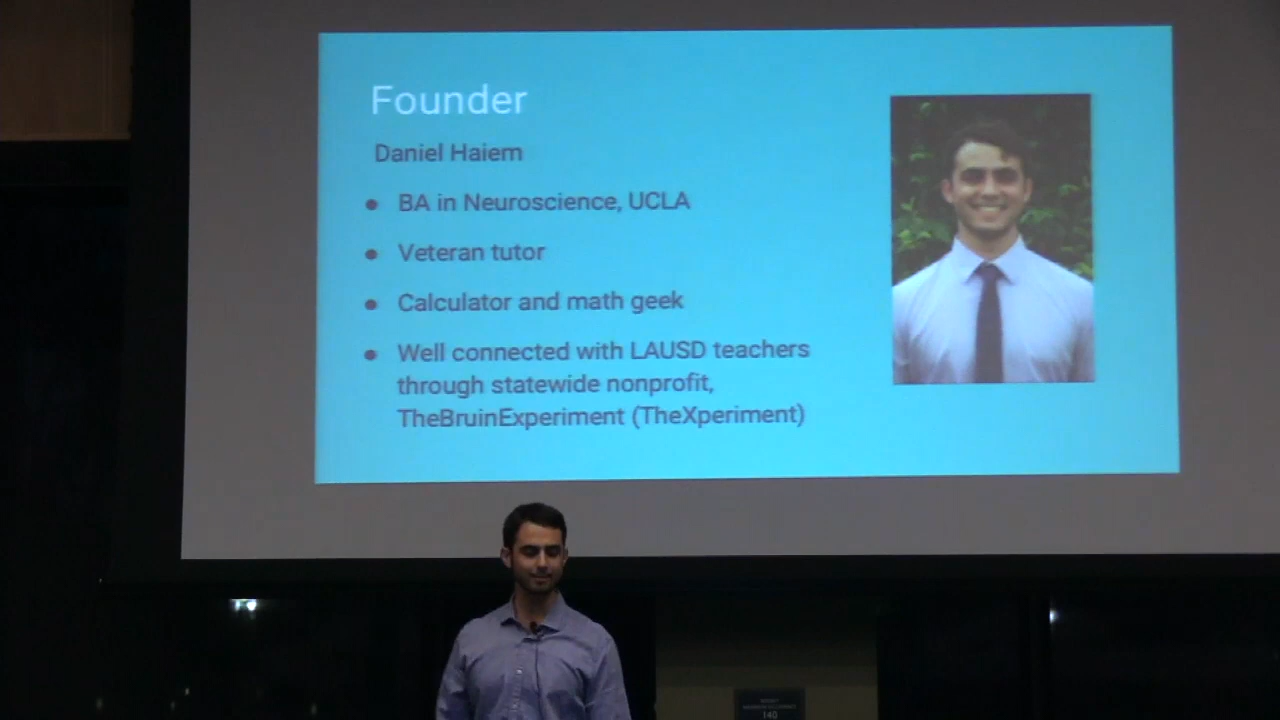 Founder
Daniel Haiem
• BA in Neuroscience, UCLA
• Veteran tutor
• Calculator and math geek
• Well connected with LAUSD teachers
through statewide nonprofit,
TheBruinExperiment (TheXperiment)
140